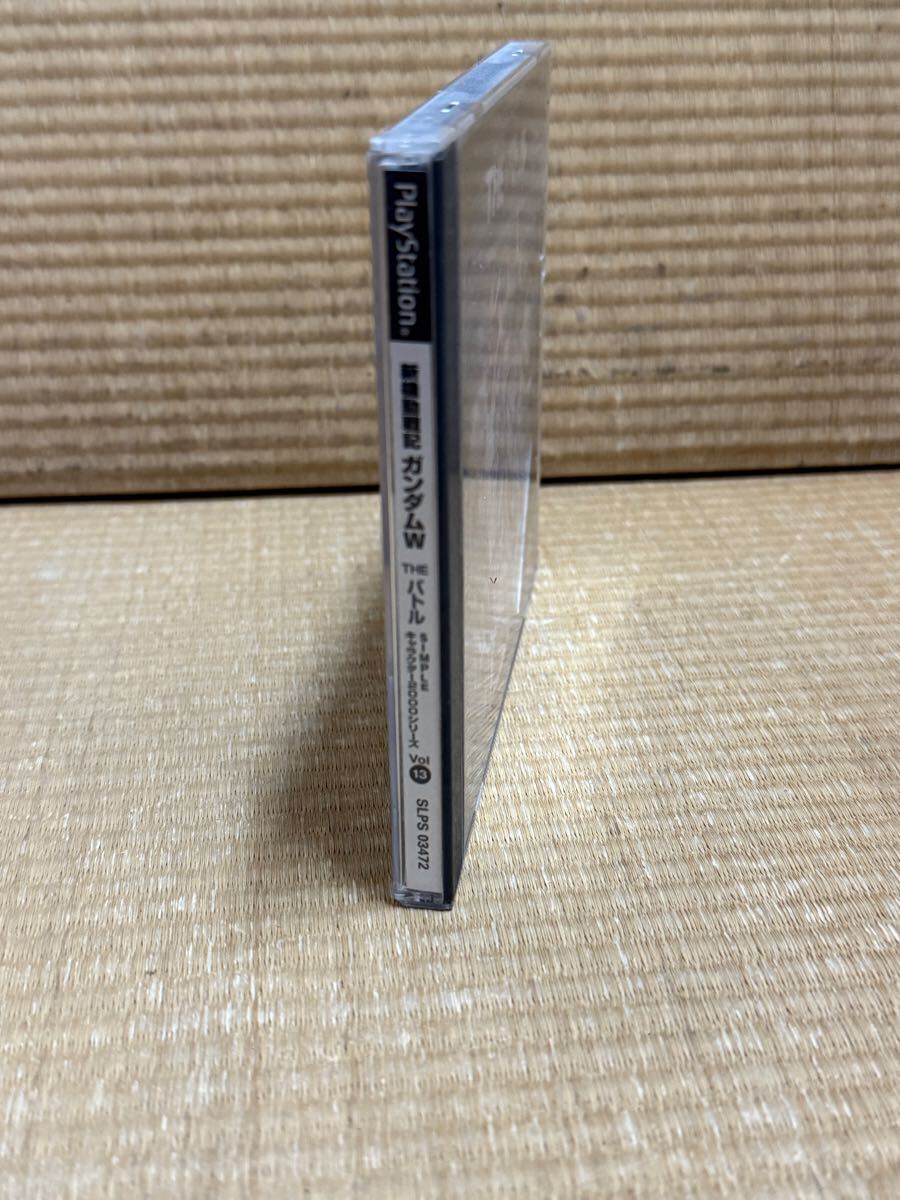 PlayStation®
新機動戦記 ガンダムW THE バトル
SIMPLE
キャラクター2000シリーズ
Vol 13
SLPS 03472